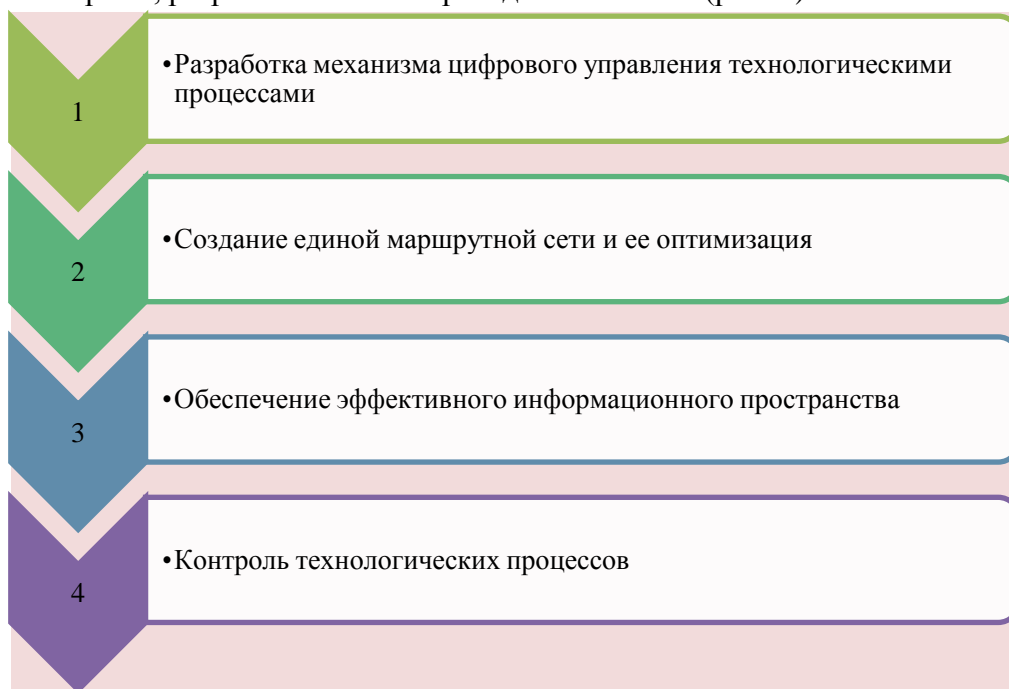 1
•Разработка механизма цифрового управления технологическими
процессами
2
•Создание единой маршрутной сети и ее оптимизация
3
•Обеспечение эффективного информационного пространства
4
•Контроль технологических процессов